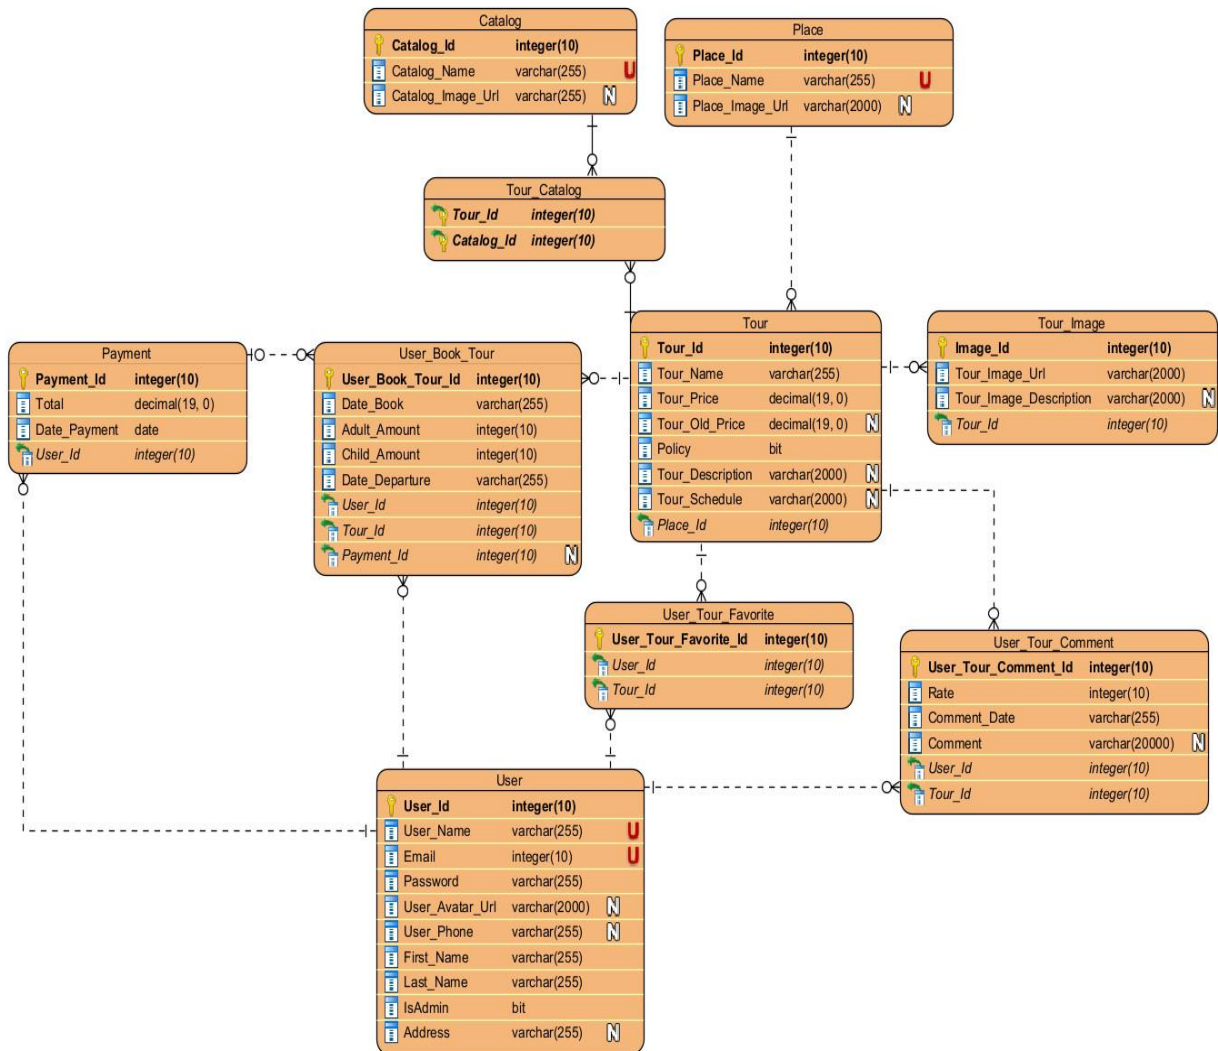 Catalog
Catalog_Id integer(10)
Catalog_Name varchar(255) U
Catalog_Image_Url varchar(255) N
Place
Place_Id integer(10)
Place_Name varchar(255) U
Place_Image_Url varchar(2000) N
Tour_Catalog
Tour_Id integer(10)
Catalog_Id integer(10)
Payment
Payment_Id integer(10)
Total decimal(19, 0)
Date_Payment date
User_Id integer(10)
User_Book_Tour
User_Book_Tour_Id integer(10)
Date_Book varchar(255)
Adult_Amount integer(10)
Child_Amount integer(10)
Date_Departure varchar(255)
User_Id integer(10)
Tour_Id integer(10)
Payment_Id integer(10) N
Tour
Tour_Id integer(10)
Tour_Name varchar(255)
Tour_Price decimal(19, 0)
Tour_Old_Price decimal(19, 0) N
Policy bit
Tour_Description varchar(2000) N
Tour_Schedule varchar(2000) N
Place_Id integer(10)
Tour_Image
Image_Id integer(10)
Tour_Image_Url varchar(2000)
Tour_Image_Description varchar(2000) N
Tour_Id integer(10)
User_Tour_Favorite
User_Tour_Favorite_Id integer(10)
User_Id integer(10)
Tour_Id integer(10)
User_Tour_Comment
User_Tour_Comment_Id integer(10)
Rate integer(10)
Comment_Date varchar(255)
Comment varchar(20000) N
User_Id integer(10)
Tour_Id integer(10)
User
User_Id integer(10)
User_Name varchar(255) U
Email integer(10) U
Password varchar(255)
User_Avatar_Url varchar(2000) N
User_Phone varchar(255) N
First_Name varchar(255)
Last_Name varchar(255)
IsAdmin bit
Address varchar(255) N